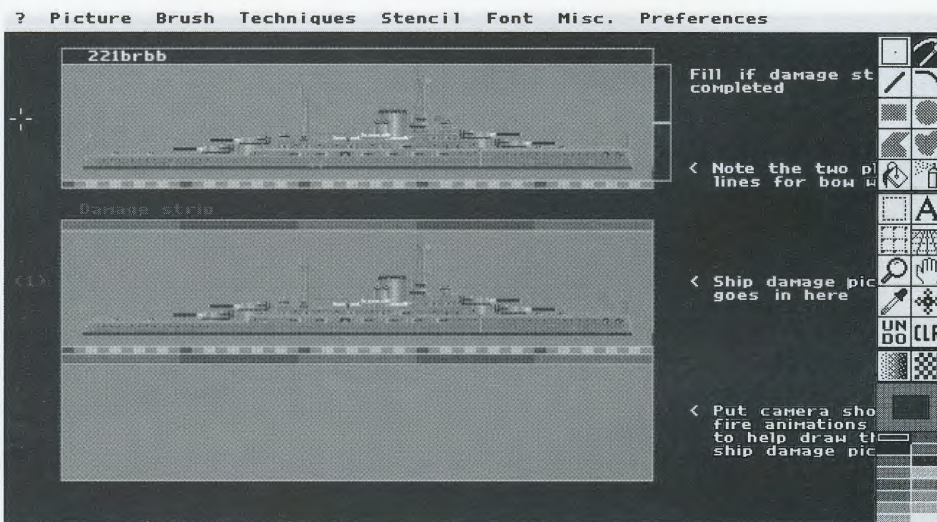 ? Picture Brush Techniques Stencil Font Misc. Preferences
221brbb
Fill if damage st
completed
< Note the two pl
lines for bow w
Damage strip
(1)
< Ship damage pic
goes in here
A
UN
DO
CLR
< Put camera sho
fire animations
to help draw th
ship damage pic